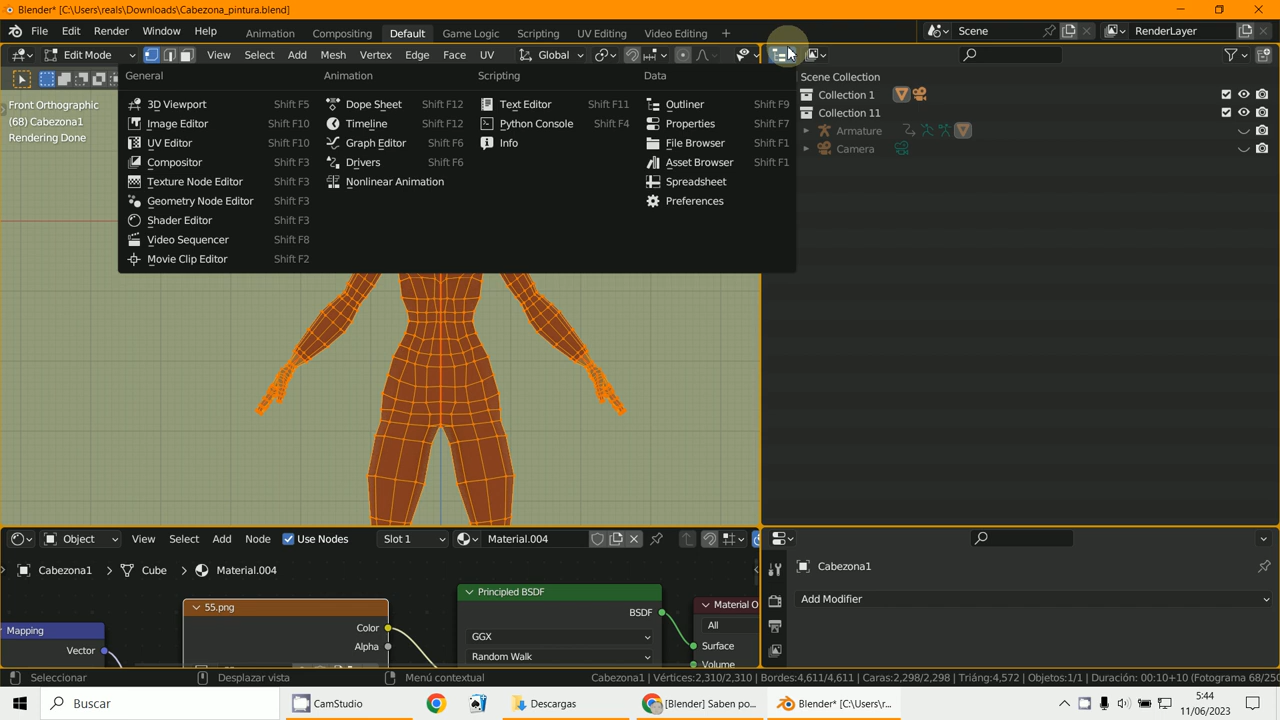 Blender* [C:\Users\reals\Downloads\Cabezona_pintura.blend]
File Edit Render Window Help Animation Compositing Default Game Logic Scripting UV Editing Video Editing + Scene RenderLayer
Edit Mode View Select Add Mesh Vertex Edge Face UV Global
General Animation Scripting Data
3D Viewport Shift F5 Dope Sheet Shift F12 Text Editor Shift F11 Outliner Shift F9
Image Editor Shift F10 Timeline Shift F12 Python Console Shift F4 Properties Shift F7
UV Editor Shift F10 Graph Editor Shift F6 Info File Browser Shift F1
Compositor Shift F3 Drivers Shift F6 Asset Browser Shift F1
Texture Node Editor Shift F3 Nonlinear Animation Spreadsheet
Geometry Node Editor Shift F3 Preferences
Shader Editor Shift F3
Video Sequencer Shift F8
Movie Clip Editor Shift F2
Front Orthographic
(68) Cabezona1
Rendering Done
Scene Collection
Collection 1
Collection 11
Armature
Camera
Object View Select Add Node Use Nodes Slot 1 Material.004
Cabezona1 > Cube > Material.004
55.png
Color
Alpha
Mapping
Vector
Principled BSDF
BSDF
GGX
Random Walk
Material O
All
Surface
Volume
Cabezona1
Add Modifier
Seleccionar Desplazar vista Menú contextual Cabezona1 | Vértices:2,310/2,310 | Bordes:4,611/4,611 | Caras:2,298/2,298 | Triáng:4,572 | Objetos:1/1 | Duración: 00:10+10 (Fotograma 68/250
Buscar CamStudio Descargas [Blender] Saben po... Blender* [C:\Users\r... 5:44
11/06/2023